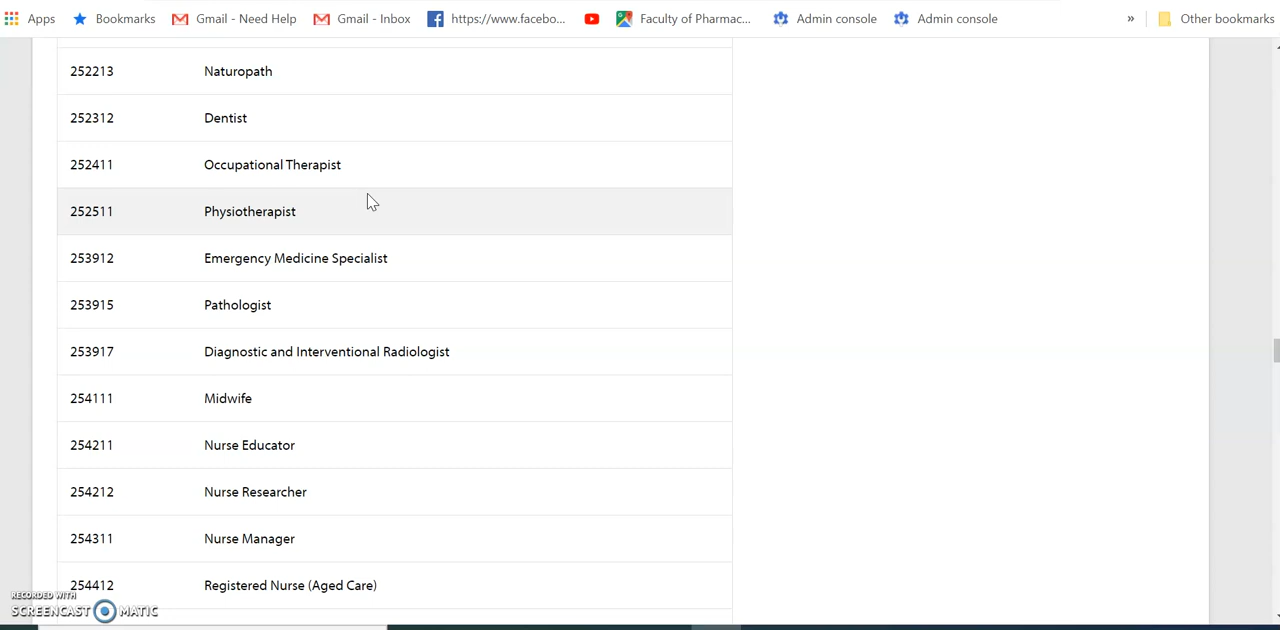 Apps Bookmarks Gmail - Need Help Gmail - Inbox https://www.facebo... Faculty of Pharmac... Admin console Admin console » Other bookmarks
252213 Naturopath
252312 Dentist
252411 Occupational Therapist
252511 Physiotherapist
253912 Emergency Medicine Specialist
253915 Pathologist
253917 Diagnostic and Interventional Radiologist
254111 Midwife
254211 Nurse Educator
254212 Nurse Researcher
254311 Nurse Manager
254412 Registered Nurse (Aged Care)
RECORDED WITH
SCREENCAST MATIC